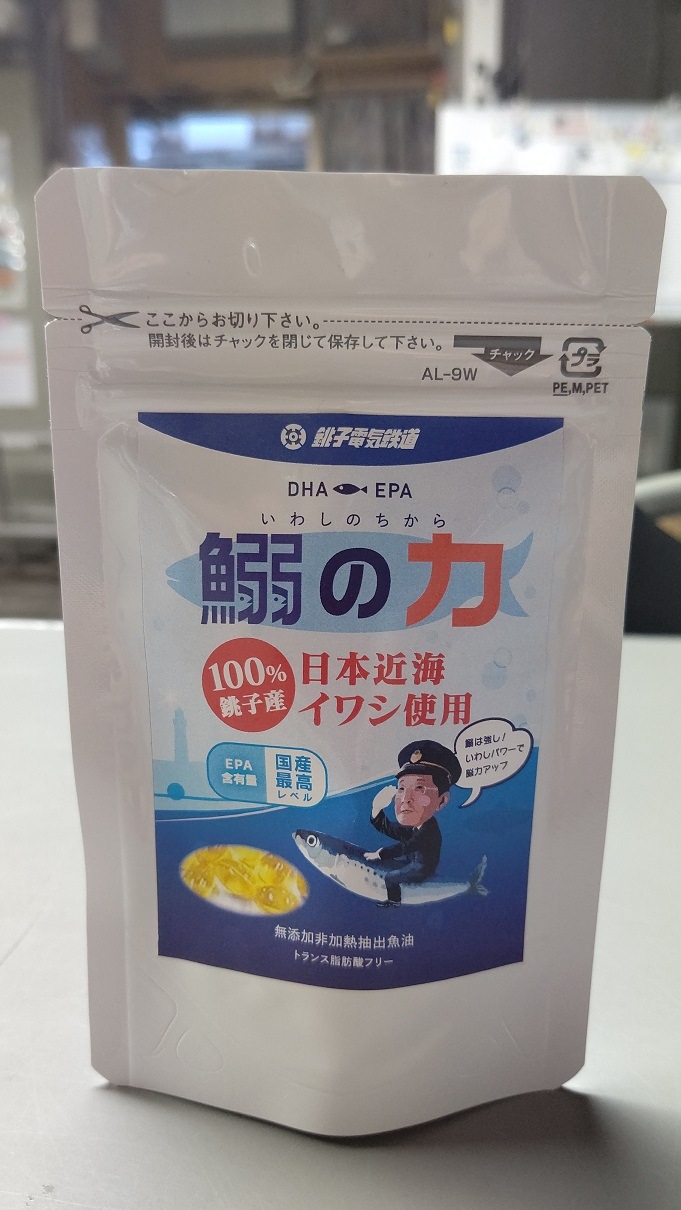 ここからお切り下さい。
開封後はチャックを閉じて保存して下さい。
チャック
プラ
AL-9W
PE,M,PET
銚子電気鉄道
DHA EPA
いわしのちから
鰯の力
100%
銚子産
日本近海
イワシ使用
EPA
含有量
国産
最高
レベル
鰯は強し!
いわしパワーで
脳力アップ
無添加非加熱抽出魚油
トランス脂肪酸フリー